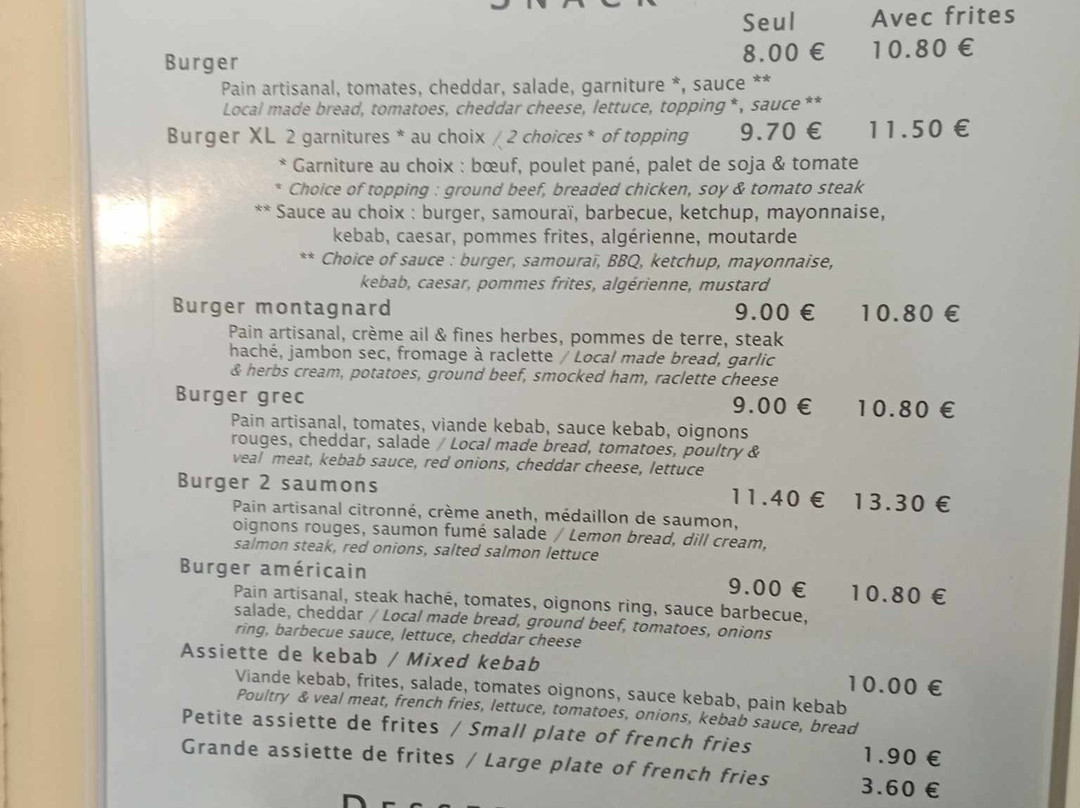 SNACK
Seul Avec frites
Burger 8.00 € 10.80 €
Pain artisanal, tomates, cheddar, salade, garniture *, sauce **
Local made bread, tomatoes, cheddar cheese, lettuce, topping *, sauce **
Burger XL 2 garnitures * au choix / 2 choices * of topping 9.70 € 11.50 €
* Garniture au choix : bœuf, poulet pané, palet de soja & tomate
* Choice of topping : ground beef, breaded chicken, soy & tomato steak
** Sauce au choix : burger, samouraï, barbecue, ketchup, mayonnaise,
kebab, caesar, pommes frites, algérienne, moutarde
** Choice of sauce : burger, samouraï, BBQ, ketchup, mayonnaise,
kebab, caesar, pommes frites, algérienne, mustard
Burger montagnard 9.00 € 10.80 €
Pain artisanal, crème ail & fines herbes, pommes de terre, steak
haché, jambon sec, fromage à raclette / Local made bread, garlic
& herbs cream, potatoes, ground beef, smocked ham, raclette cheese
Burger grec 9.00 € 10.80 €
Pain artisanal, tomates, viande kebab, sauce kebab, oignons
rouges, cheddar, salade / Local made bread, tomatoes, poultry &
veal meat, kebab sauce, red onions, cheddar cheese, lettuce
Burger 2 saumons 11.40 € 13.30 €
Pain artisanal citronné, crème aneth, médaillon de saumon,
oignons rouges, saumon fumé salade / Lemon bread, dill cream,
salmon steak, red onions, salted salmon lettuce
Burger américain 9.00 € 10.80 €
Pain artisanal, steak haché, tomates, oignons ring, sauce barbecue,
salade, cheddar / Local made bread, ground beef, tomatoes, onions
ring, barbecue sauce, lettuce, cheddar cheese
Assiette de kebab / Mixed kebab 10.00 €
Viande kebab, frites, salade, tomates oignons, sauce kebab, pain kebab
Poultry & veal meat, french fries, lettuce, tomatoes, onions, kebab sauce, bread
Petite assiette de frites / Small plate of french fries 1.90 €
Grande assiette de frites / Large plate of french fries 3.60 €